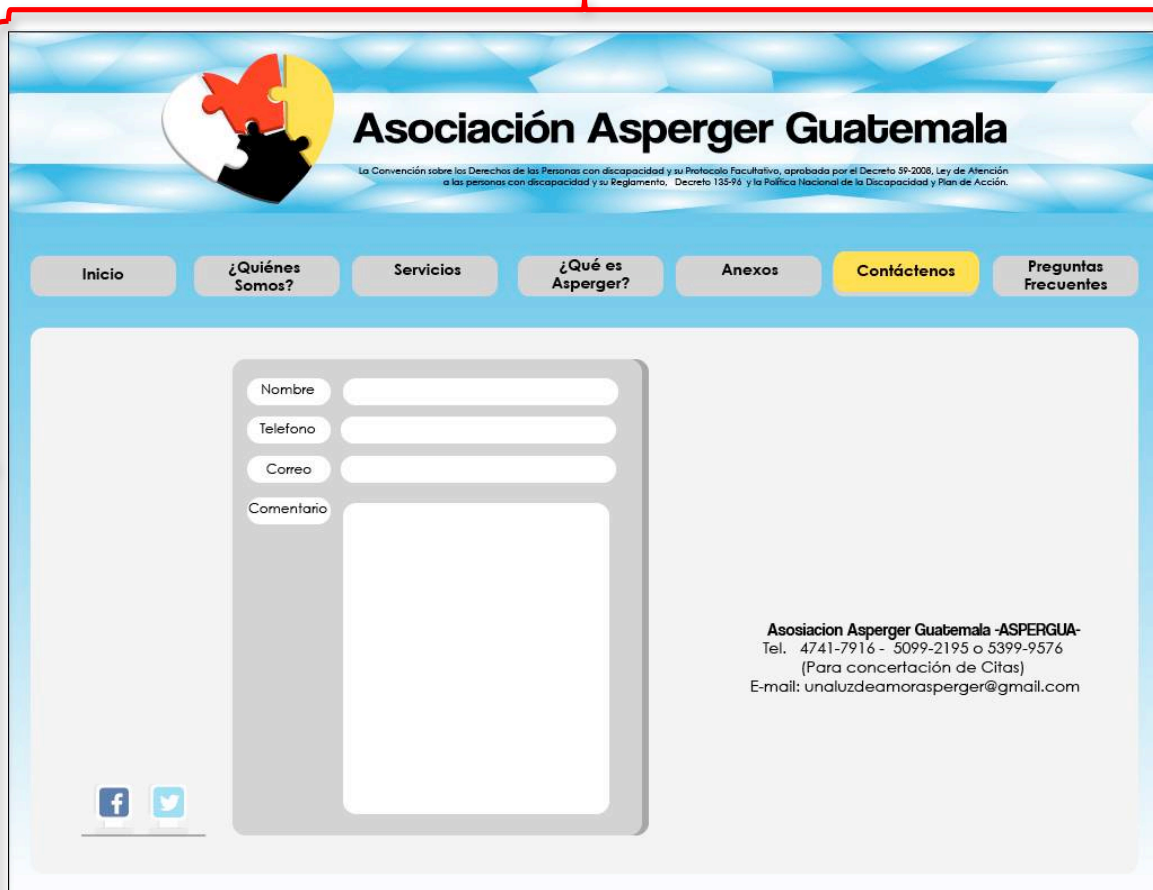 Asociación Asperger Guatemala
La Convención sobre los Derechos de las Personas con discapacidad y su Protocolo Facultativo, aprobada por el Decreto 59-2008, Ley de Atención
a las personas con discapacidad y su Reglamento, Decreto 135-96 y la Política Nacional de la Discapacidad y Plan de Acción.
Inicio
¿Quiénes
Somos?
Servicios
¿Qué es
Asperger?
Anexos
Contáctenos
Preguntas
Frecuentes
Nombre
Telefono
Correo
Comentario
Asosiacion Asperger Guatemala -ASPERGUA-
Tel. 4741-7916 - 5099-2195 o 5399-9576
(Para concertación de Citas)
E-mail: unaluzdeamorasperger@gmail.com